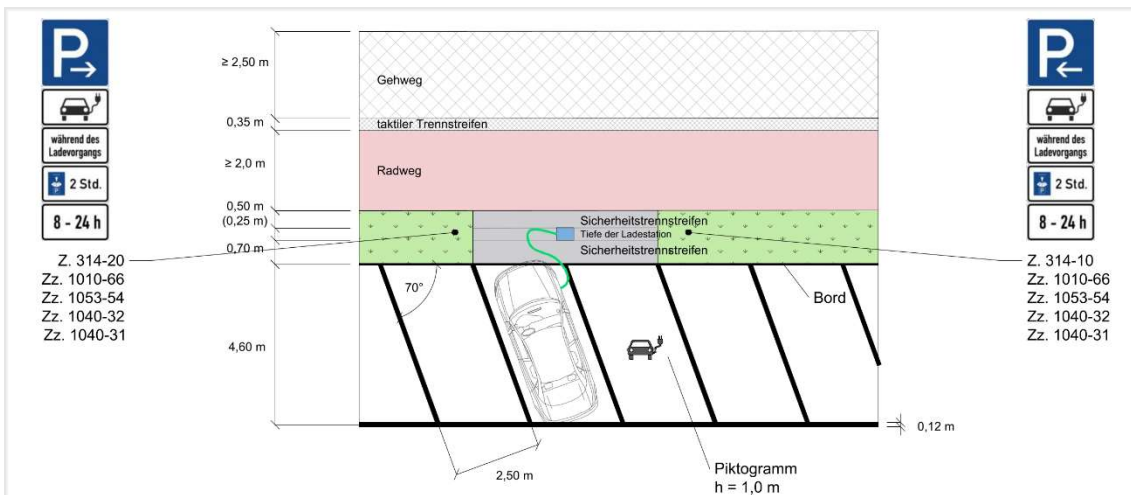 P
während des
Ladevorgangs
2 Std.
8 - 24 h
Z. 314-20
Zz. 1010-66
Zz. 1053-54
Zz. 1040-32
Zz. 1040-31
≥ 2,50 m
0,35 m
≥ 2,0 m
0,50 m
(0,25 m)
0,70 m
4,60 m
Gehweg
taktiler Trennstreifen
Radweg
Sicherheitstrennstreifen
Tiefe der Ladestation
Sicherheitstrennstreifen
70°
Bord
2,50 m
Piktogramm
h = 1,0 m
0,12 m
P
während des
Ladevorgangs
2 Std.
8 - 24 h
Z. 314-10
Zz. 1010-66
Zz. 1053-54
Zz. 1040-32
Zz. 1040-31